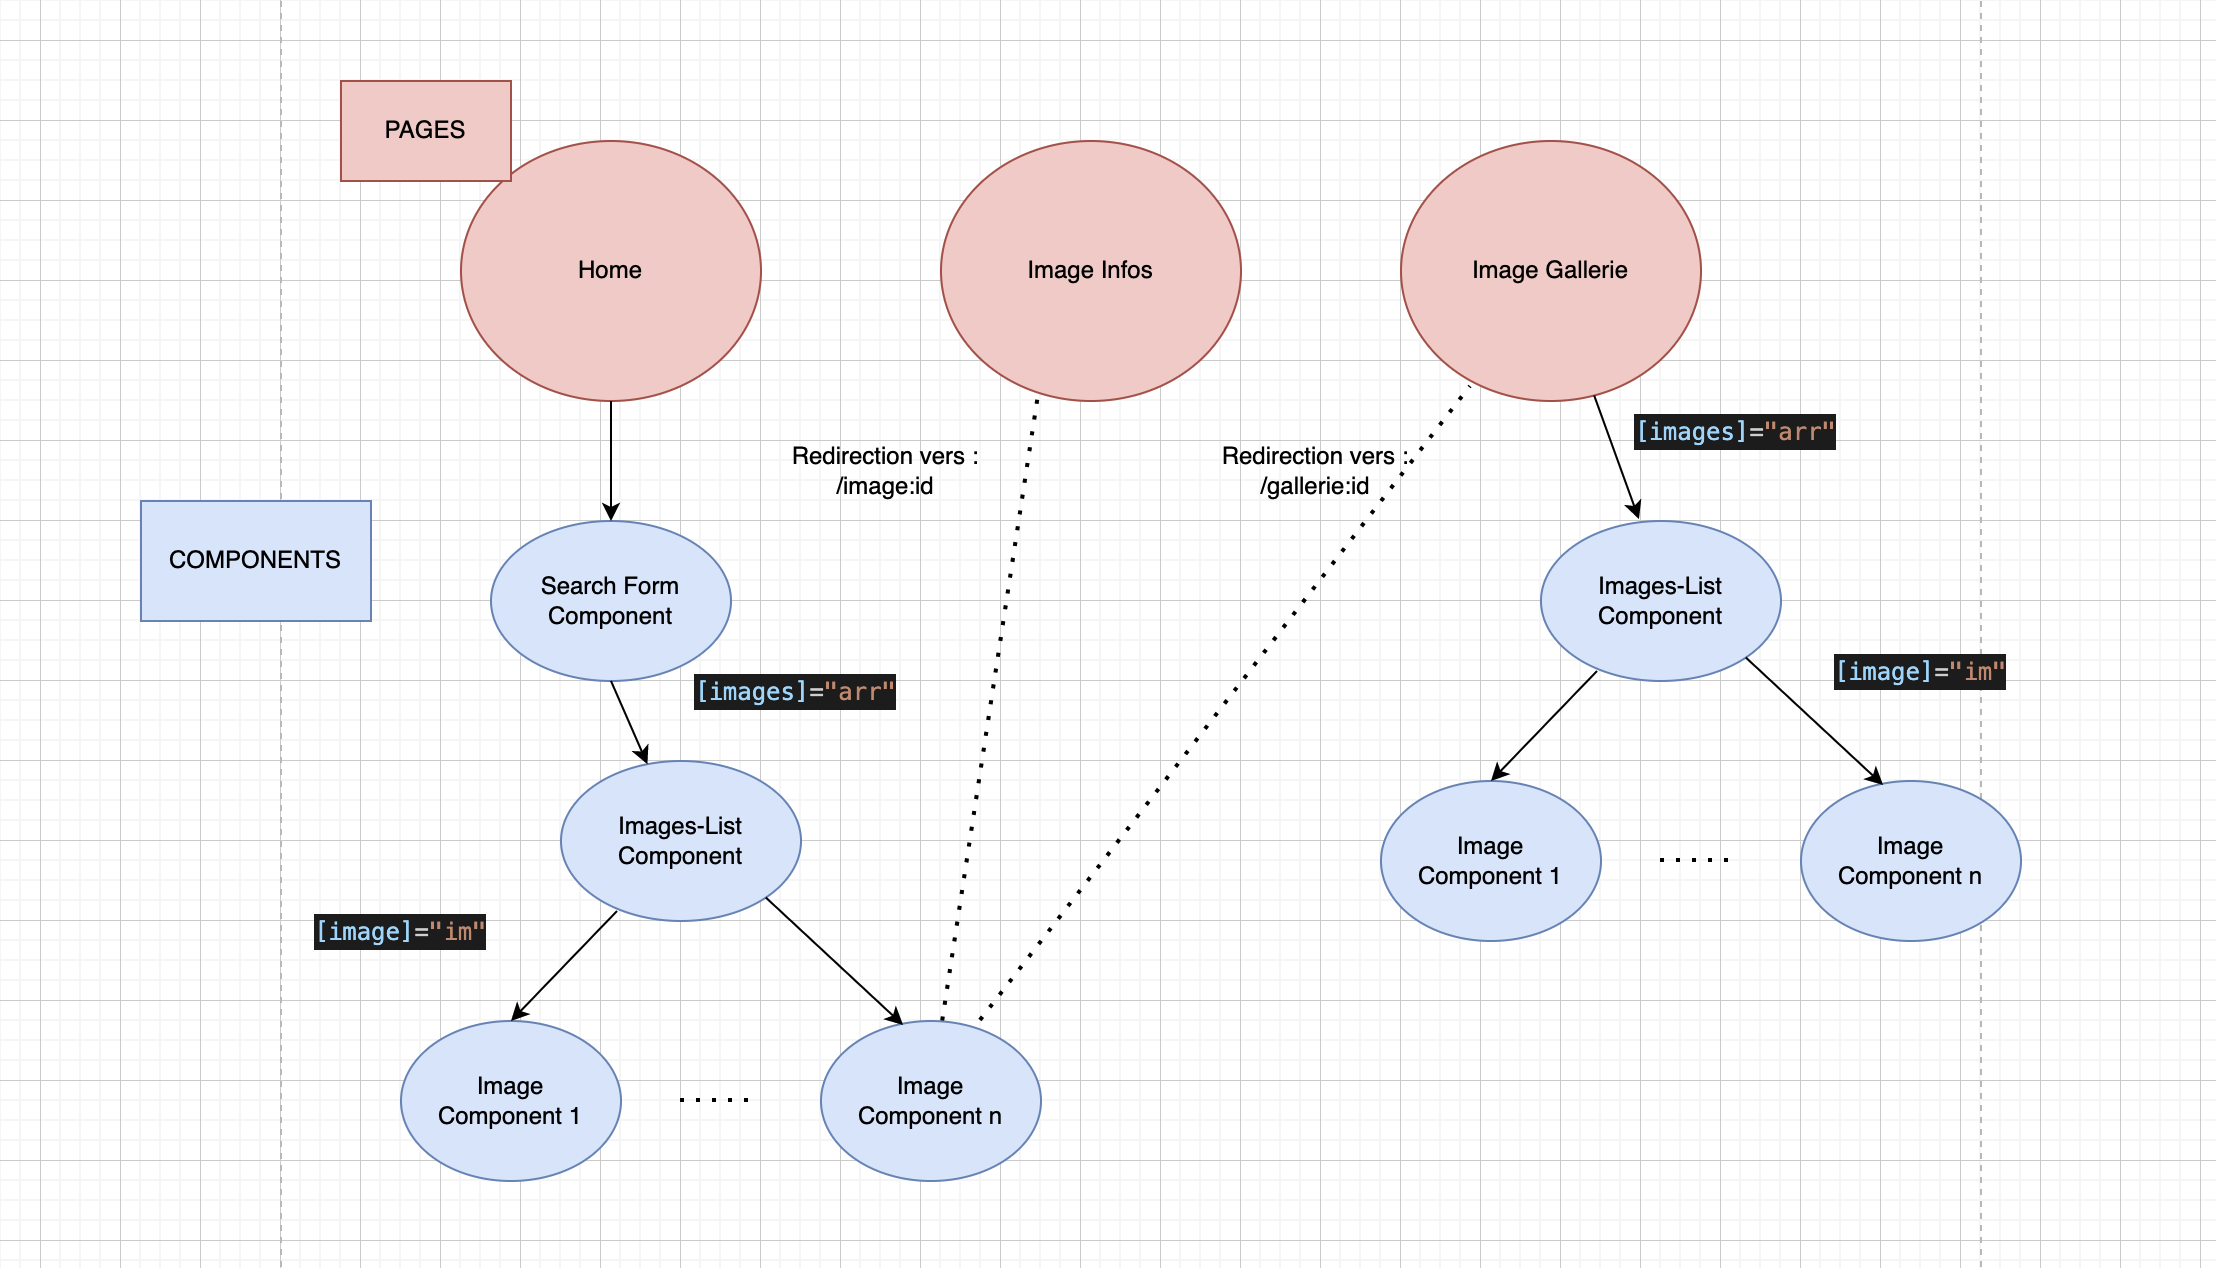 PAGES
Home
Image Infos
Image Gallerie
[images]="arr"
Redirection vers :
/image:id
Redirection vers :
/gallerie:id
COMPONENTS
Search Form
Component
Images-List
Component
[images]="arr"
[image]="im"
Images-List
Component
Image
Component 1
Image
Component n
[image]="im"
Image
Component 1
Image
Component n